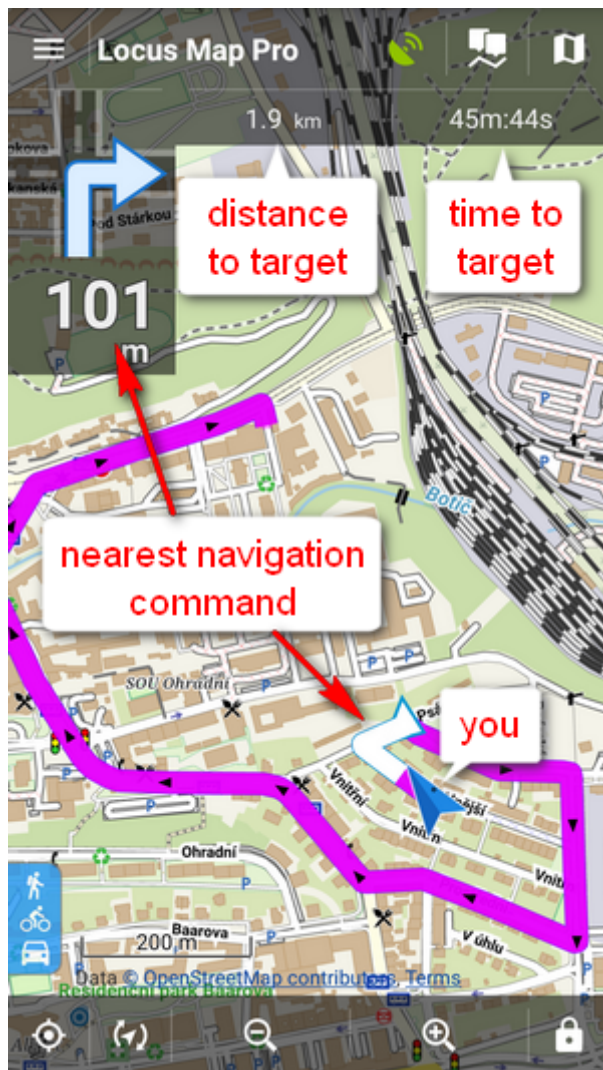 Locus Map Pro
1.9 km
45m:44s
Pod Stárkou
distance
to target
time to
target
101
m
P
P
P
P
Botič
nearest navigation
command
SOU Ohradní
P
P
you
Vnitřní
Ohradní
P
V úhlu
Baarova
200 m
Data © OpenStreetMap contributors, Terms
Residenční park Baarova